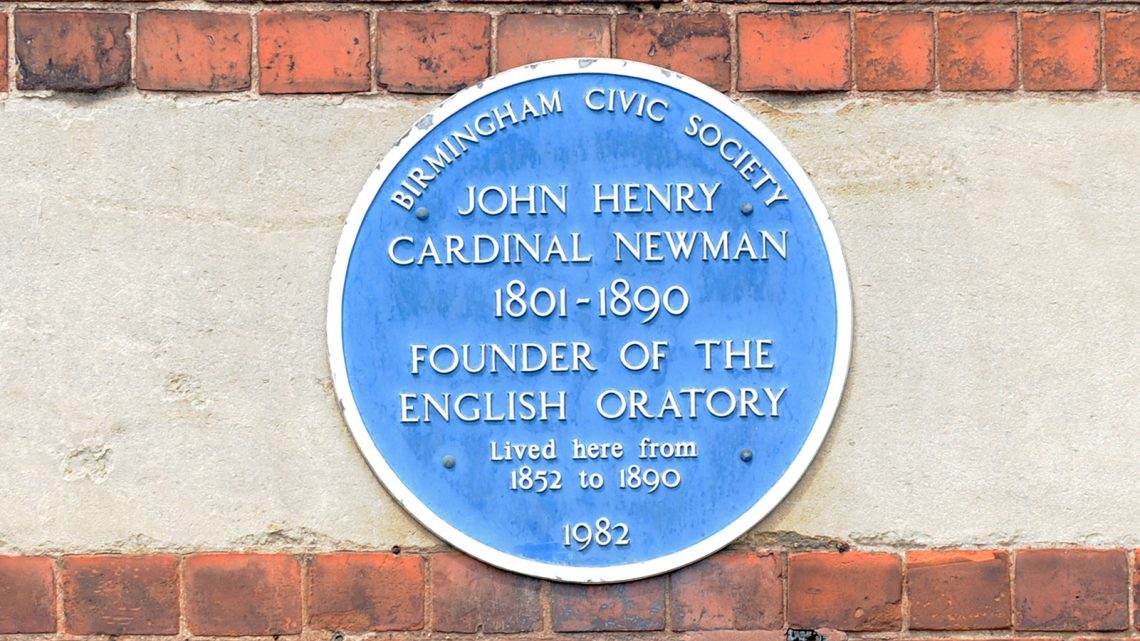 BIRMINGHAM CIVIC SOCIETY
JOHN HENRY
CARDINAL NEWMAN
1801-1890
FOUNDER OF THE
ENGLISH ORATORY
Lived here from
1852 to 1890
1982